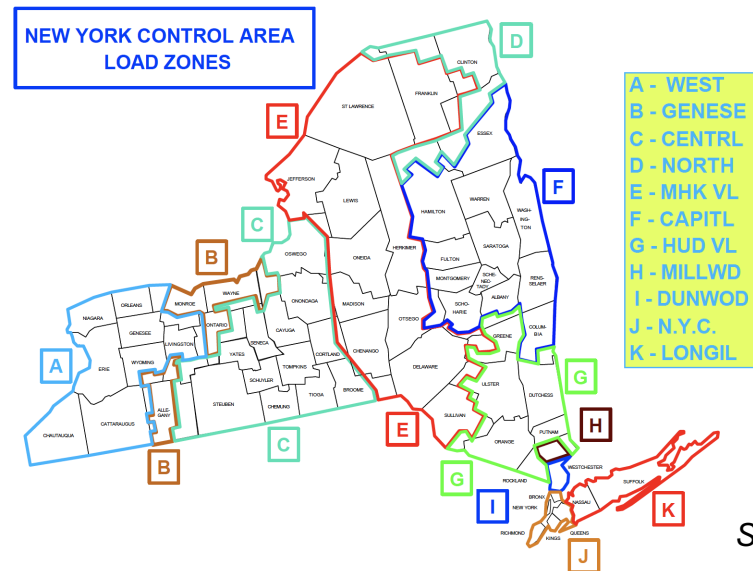 NEW YORK CONTROL AREA
LOAD ZONES
D
CLINTON
FRANKLIN
ST LAWRENCE
E
ESSEX
JEFFERSON
LEWIS
F
HAMILTON
WARREN
WASH-
ING-
TON
C
OSWEGO
HERKIMER
ONEIDA
SARATOGA
FULTON
B
MONTGOMERY
SCHE-
NEC-
TADY
RENS-
SELAER
WAYNE
MONROE
ORLEANS
NIAGARA
ONONDAGA
MADISON
OTSEGO
SCHO-
HARIE
ALBANY
GENESEE
ONTARIO
SENECA
CAYUGA
LIVINGSTON
YATES
CORTLAND
CHENANGO
GREENE
COLUM-
BIA
A
WYOMING
ERIE
TOMPKINS
SCHUYLER
DELAWARE
ULSTER
G
ALLE-
GANY
STEUBEN
CHEMUNG
TIOGA
BROOME
DUTCHESS
CATTARAUGUS
CHAUTAUQUA
SULLIVAN
H
B
C
E
ORANGE
PUTNAM
G
ROCKLAND
WESTCHESTER
SUFFOLK
I
BRONX
NEW YORK
NASSAU
K
RICHMOND
KINGS
QUEENS
J
A - WEST
B - GENESE
C - CENTRL
D - NORTH
E - MHK VL
F - CAPITL
G - HUD VL
H - MILLWD
I - DUNWOD
J - N.Y.C.
K - LONGIL
S